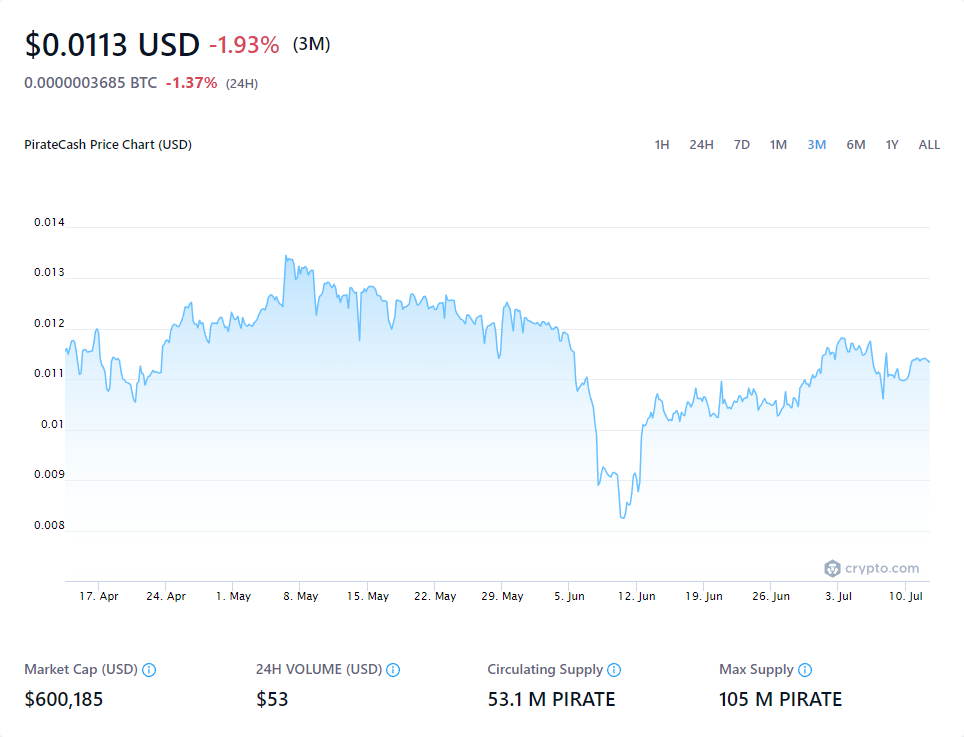 $0.0113 USD -1.93% (3M)
0.0000003685 BTC -1.37% (24H)
PirateCash Price Chart (USD) 1H 24H 7D 1M 3M 6M 1Y ALL
0.014
0.013
0.012
0.011
0.01
0.009
0.008
crypto.com
17. Apr 24. Apr 1. May 8. May 15. May 22. May 29. May 5. Jun 12. Jun 19. Jun 26. Jun 3. Jul 10. Jul
Market Cap (USD) 24H VOLUME (USD) Circulating Supply Max Supply
$600,185 $53 53.1 M PIRATE 105 M PIRATE